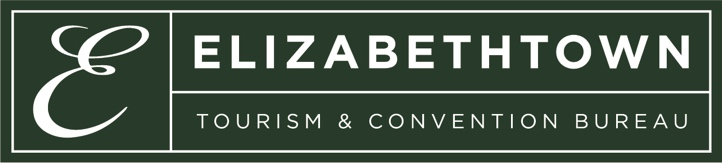 E
ELIZABETHTOWN
TOURISM & CONVENTION BUREAU